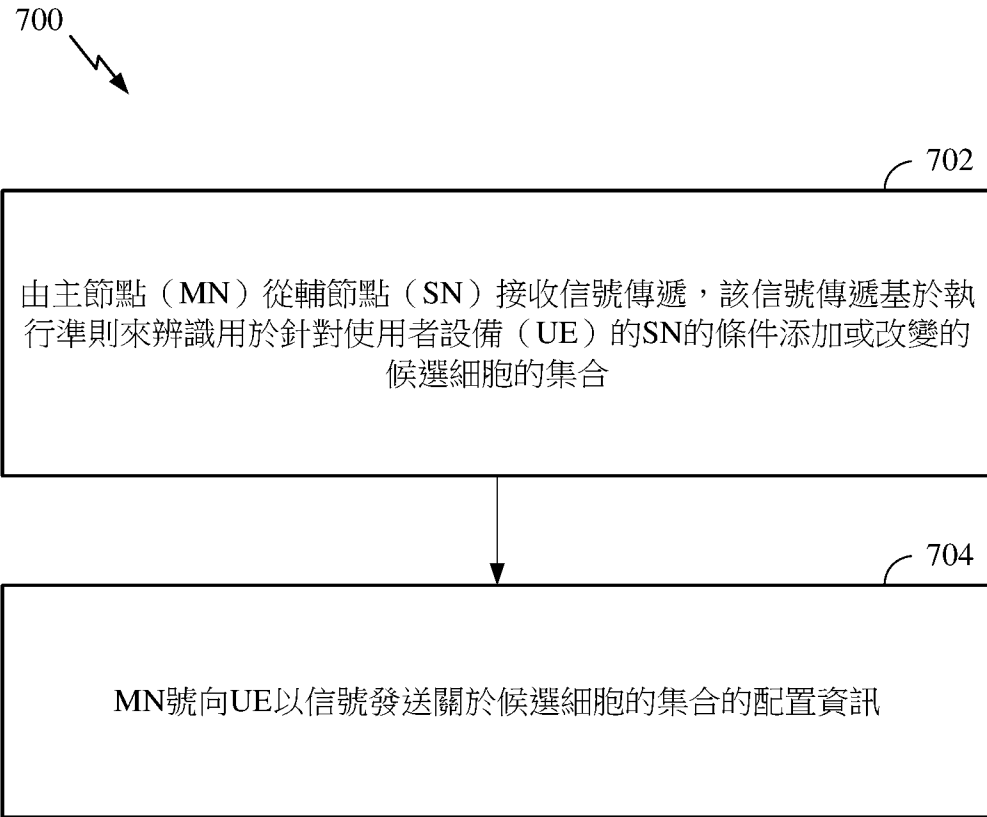 700
702
由主節點（MN）從輔節點（SN）接收信號傳遞，該信號傳遞基於執
行準則來辨識用於針對使用者設備（UE）的SN的條件添加或改變的
候選細胞的集合
704
MN號向UE以信號發送關於候選細胞的集合的配置資訊